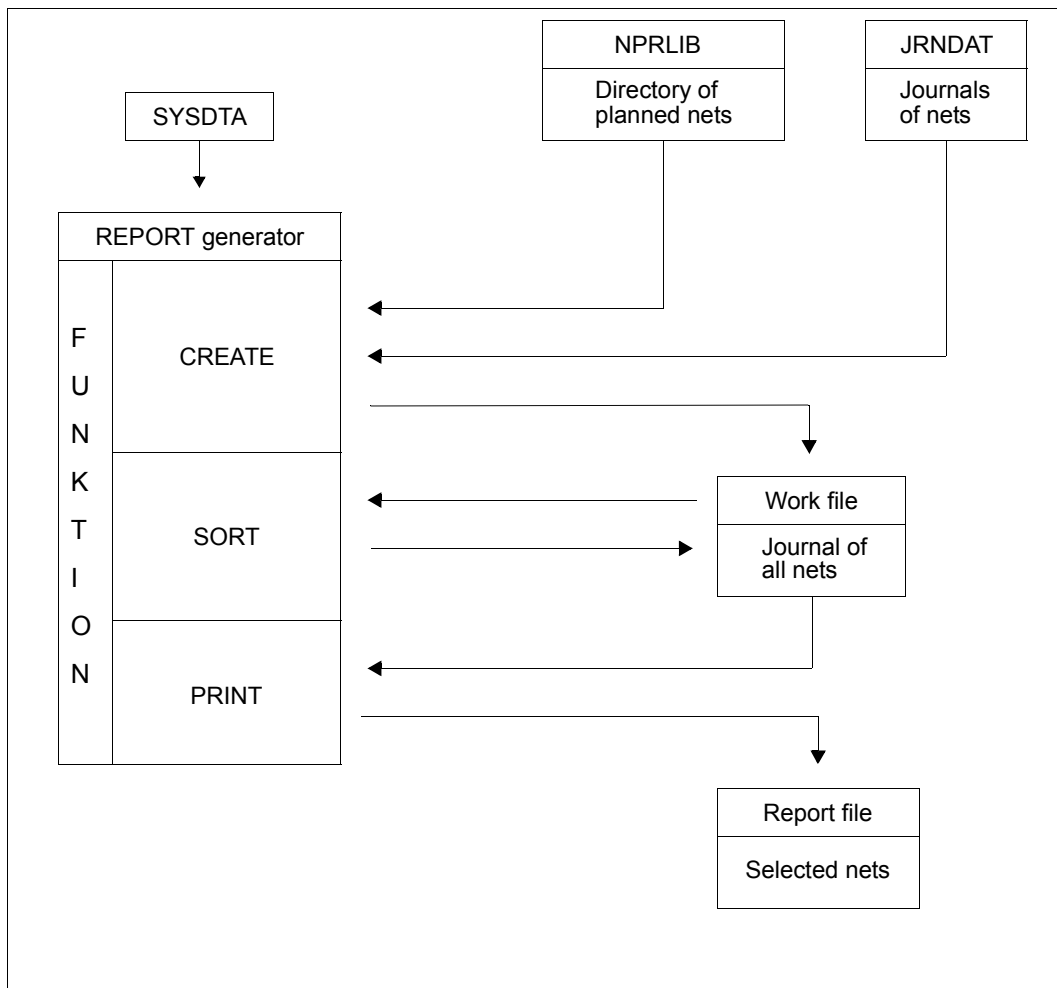 NPRLIB
Directory of
planned nets
JRNDAT
Journals
of nets
SYSDTA
REPORT generator
F
U
N
K
T
I
O
N
CREATE
SORT
PRINT
Work file
Journal of
all nets
Report file
Selected nets